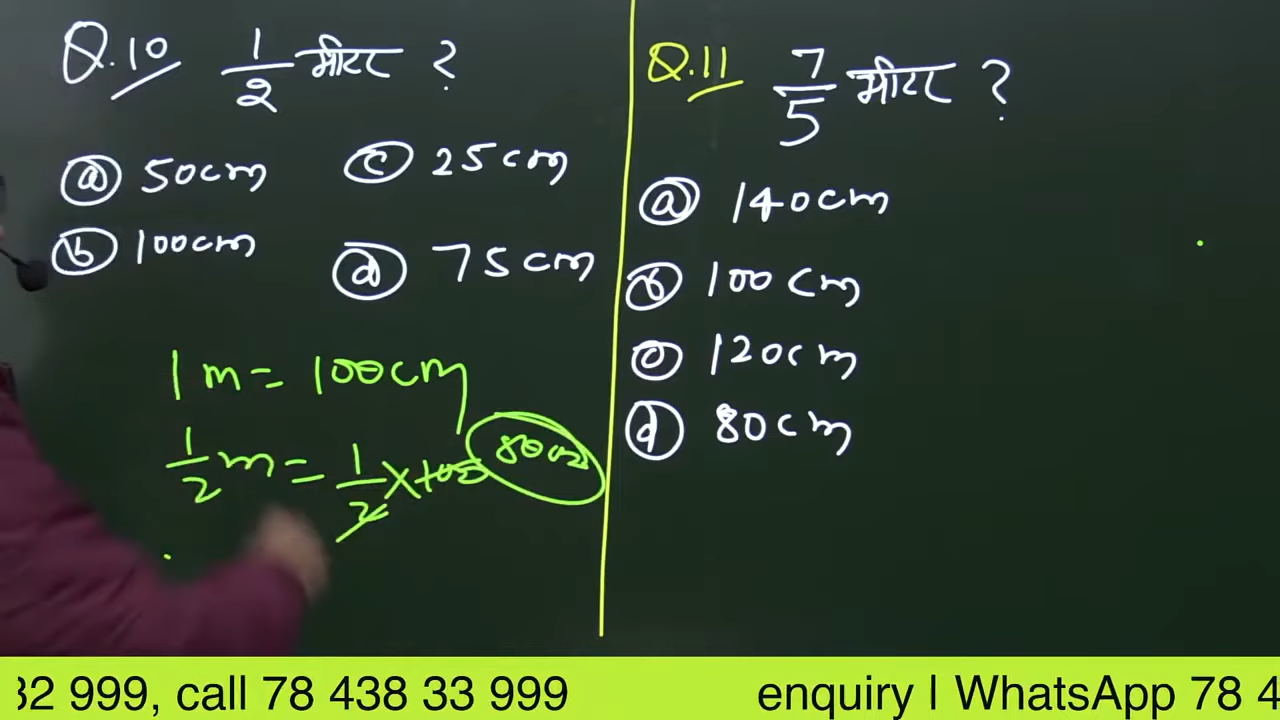 Q.10 1/2 मीटर ?
ⓐ 50cm ⓒ 25cm
ⓑ 100cm ⓓ 75cm
1m = 100cm
1/2 m = 1/2 × 100 50cm
Q.11 7/5 मीटर ?
ⓐ 140cm
ⓑ 100cm
ⓒ 120cm
ⓓ 80cm
32 999, call 78 438 33 999 enquiry | WhatsApp 78 4